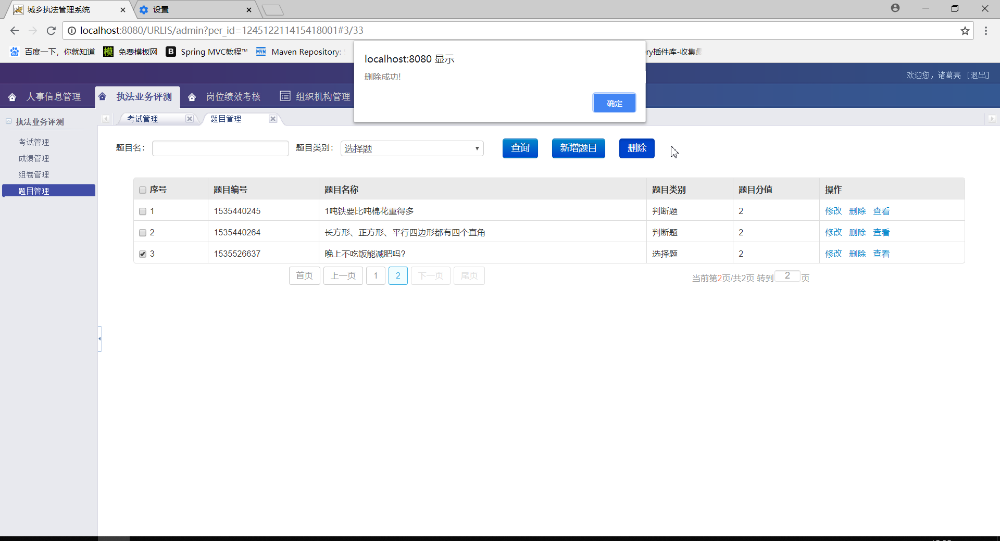 城乡执法管理系统
设置
localhost:8080/URLIS/admin?per_id=124512211415418001#3/33
百度一下，你就知道
模 免费模板网
B Spring MVC教程™
MVN Maven Repository:
ry插件库-收集
localhost:8080 显示
删除成功!
确定
欢迎您，诸葛亮 [退出]
人事信息管理
执法业务评测
岗位绩效考核
组织机构管理
执法业务评测
考试管理
成绩管理
组卷管理
题目管理
考试管理
题目管理
题目名：
题目类别： 选择题
查询
新增题目
删除
序号 题目编号 题目名称 题目类别 题目分值 操作
1 1535440245 1吨铁要比吨棉花重得多 判断题 2 修改 删除 查看
2 1535440264 长方形、正方形、平行四边形都有四个直角 判断题 2 修改 删除 查看
3 1535526637 晚上不吃饭能减肥吗? 选择题 2 修改 删除 查看
首页 上一页 1 2 下一页 尾页
当前第2页/共2页 转到 2 页